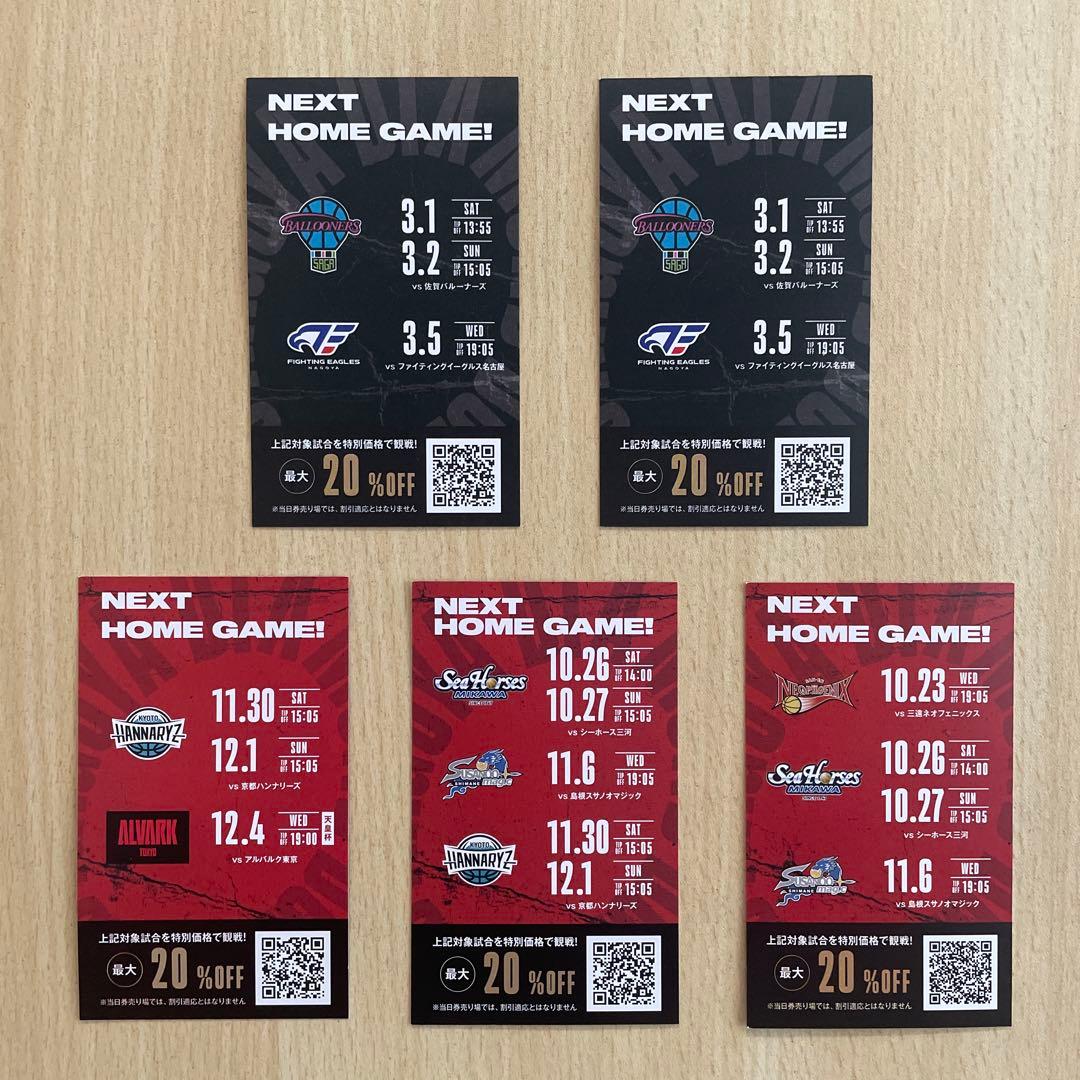 NEXT
HOME GAME!
BALLOONERS
SAGA
3.1 SAT
TIP OFF 13:55
3.2 SUN
TIP OFF 15:05
vs 佐賀バルーナーズ
FIGHTING EAGLES
NAGOYA
3.5 WED
TIP OFF 19:05
vs ファイティングイーグルス名古屋
上記対象試合を特別価格で観戦!
最大 20 %OFF
※当日券売り場では、割引適応とはなりません
NEXT
HOME GAME!
BALLOONERS
SAGA
3.1 SAT
TIP OFF 13:55
3.2 SUN
TIP OFF 15:05
vs 佐賀バルーナーズ
FIGHTING EAGLES
NAGOYA
3.5 WED
TIP OFF 19:05
vs ファイティングイーグルス名古屋
上記対象試合を特別価格で観戦!
最大 20 %OFF
※当日券売り場では、割引適応とはなりません
NEXT
HOME GAME!
KYOTO
HANNARYZ
11.30 SAT
TIP OFF 15:05
12.1 SUN
TIP OFF 15:05
vs 京都ハンナリーズ
ALVARK
TOKYO
12.4 WED
TIP OFF 19:00
天皇杯
vs アルバルク東京
上記対象試合を特別価格で観戦!
最大 20 %OFF
※当日券売り場では、割引適応とはなりません
NEXT
HOME GAME!
SeaHorses
MIKAWA
10.26 SAT
TIP OFF 14:00
10.27 SUN
TIP OFF 15:05
vs シーホース三河
SUSANOO
SHIMANE magic
11.6 WED
TIP OFF 19:05
vs 島根スサノオマジック
KYOTO
HANNARYZ
11.30 SAT
TIP OFF 15:05
12.1 SUN
TIP OFF 15:05
vs 京都ハンナリーズ
上記対象試合を特別価格で観戦!
最大 20 %OFF
※当日券売り場では、割引適応とはなりません
NEXT
HOME GAME!
SAN-EN
NEOPHOENIX
10.23 WED
TIP OFF 19:05
vs 三遠ネオフェニックス
SeaHorses
MIKAWA
10.26 SAT
TIP OFF 14:00
10.27 SUN
TIP OFF 15:05
vs シーホース三河
SUSANOO
SHIMANE magic
11.6 WED
TIP OFF 19:05
vs 島根スサノオマジック
上記対象試合を特別価格で観戦!
最大 20 %OFF
※当日券売り場では、割引適応とはなりません